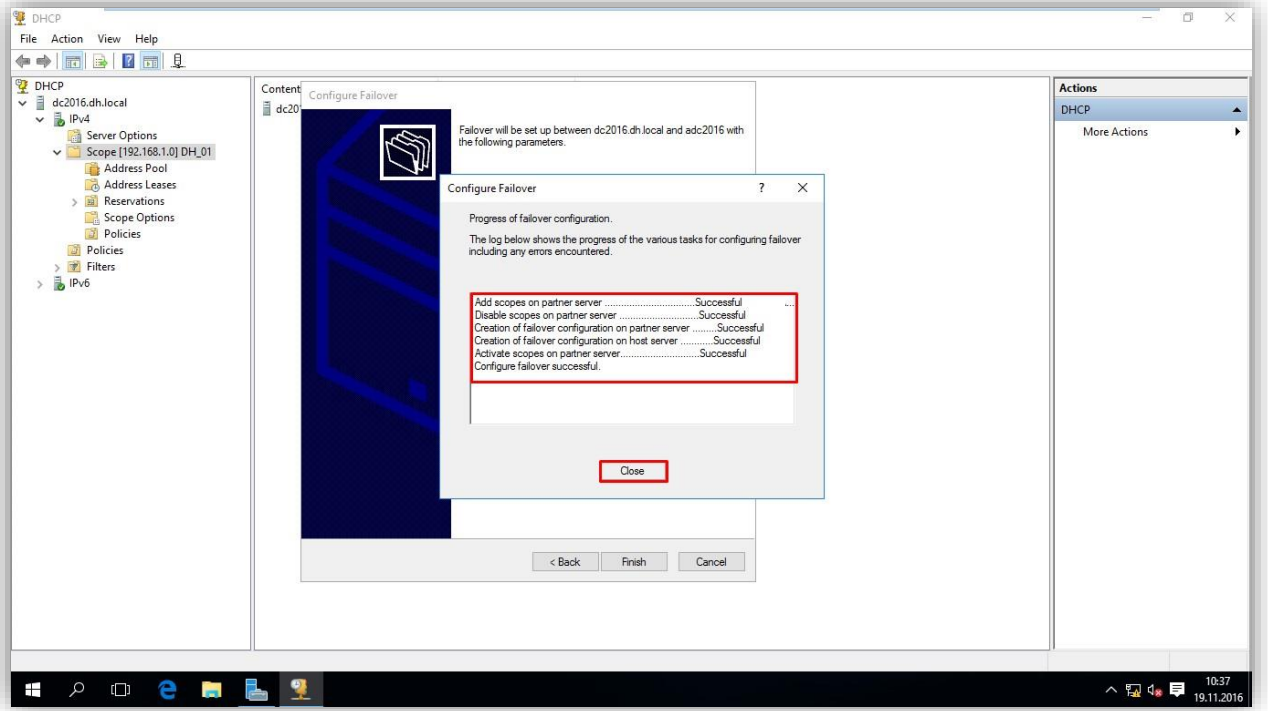 DHCP
File Action View Help
DHCP
dc2016.dh.local
IPv4
Server Options
Scope [192.168.1.0] DH_01
Address Pool
Address Leases
Reservations
Scope Options
Policies
Policies
Filters
IPv6
Content
dc20
Configure Failover
Failover will be set up between dc2016.dh.local and adc2016 with
the following parameters.
Configure Failover ?
Progress of failover configuration.
The log below shows the progress of the various tasks for configuring failover
including any errors encountered.
Add scopes on partner server .................................Successful ....
Disable scopes on partner server .............................Successful
Creation of failover configuration on partner server .........Successful
Creation of failover configuration on host server ............Successful
Activate scopes on partner server.............................Successful
Configure failover successful.
Close
< Back Finish Cancel
Actions
DHCP
More Actions
10:37
19.11.2016